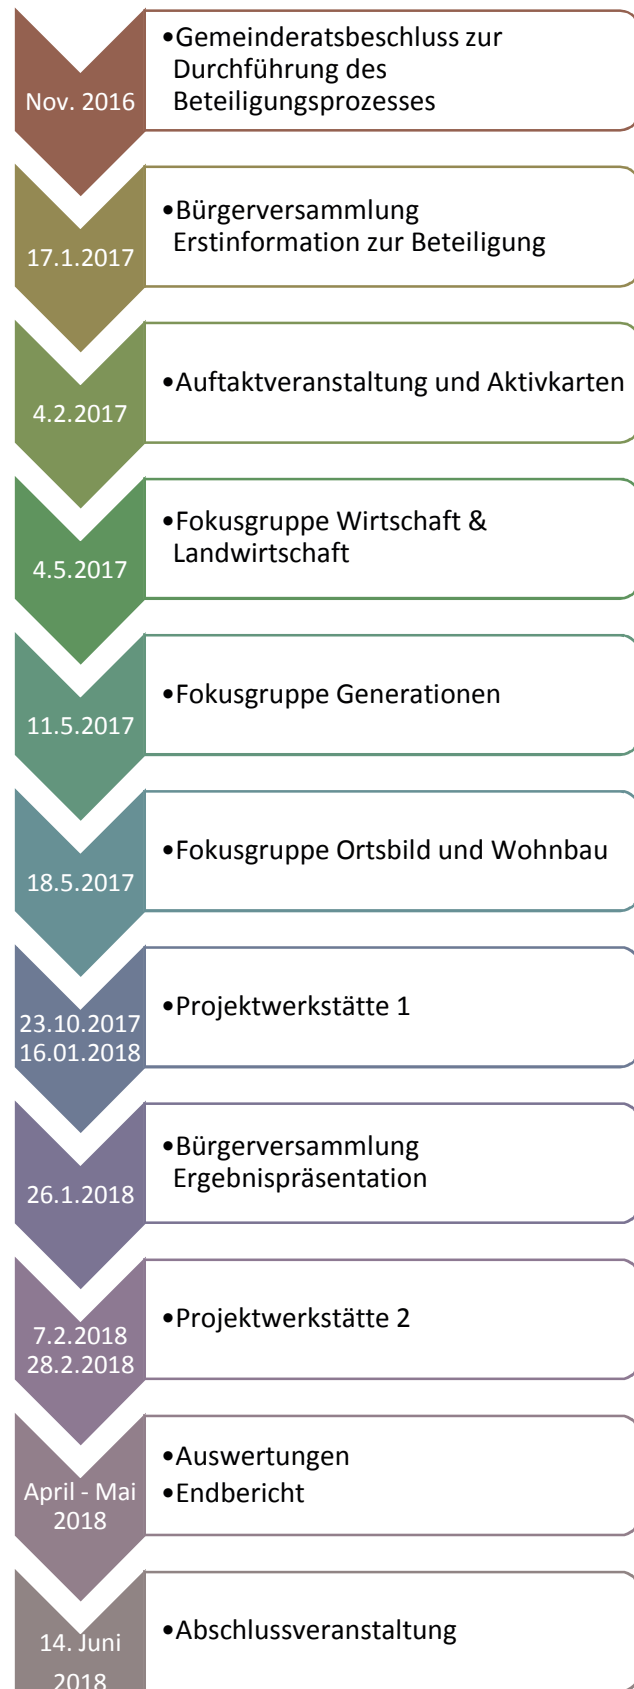 Nov. 2016
•Gemeinderatsbeschluss zur
Durchführung des
Beteiligungsprozesses
17.1.2017
•Bürgerversammlung
Erstinformation zur Beteiligung
4.2.2017
•Auftaktveranstaltung und Aktivkarten
4.5.2017
•Fokusgruppe Wirtschaft &
Landwirtschaft
11.5.2017
•Fokusgruppe Generationen
18.5.2017
•Fokusgruppe Ortsbild und Wohnbau
23.10.2017
16.01.2018
•Projektwerkstätte 1
26.1.2018
•Bürgerversammlung
Ergebnispräsentation
7.2.2018
28.2.2018
•Projektwerkstätte 2
April - Mai
2018
•Auswertungen
•Endbericht
14. Juni
2018
•Abschlussveranstaltung